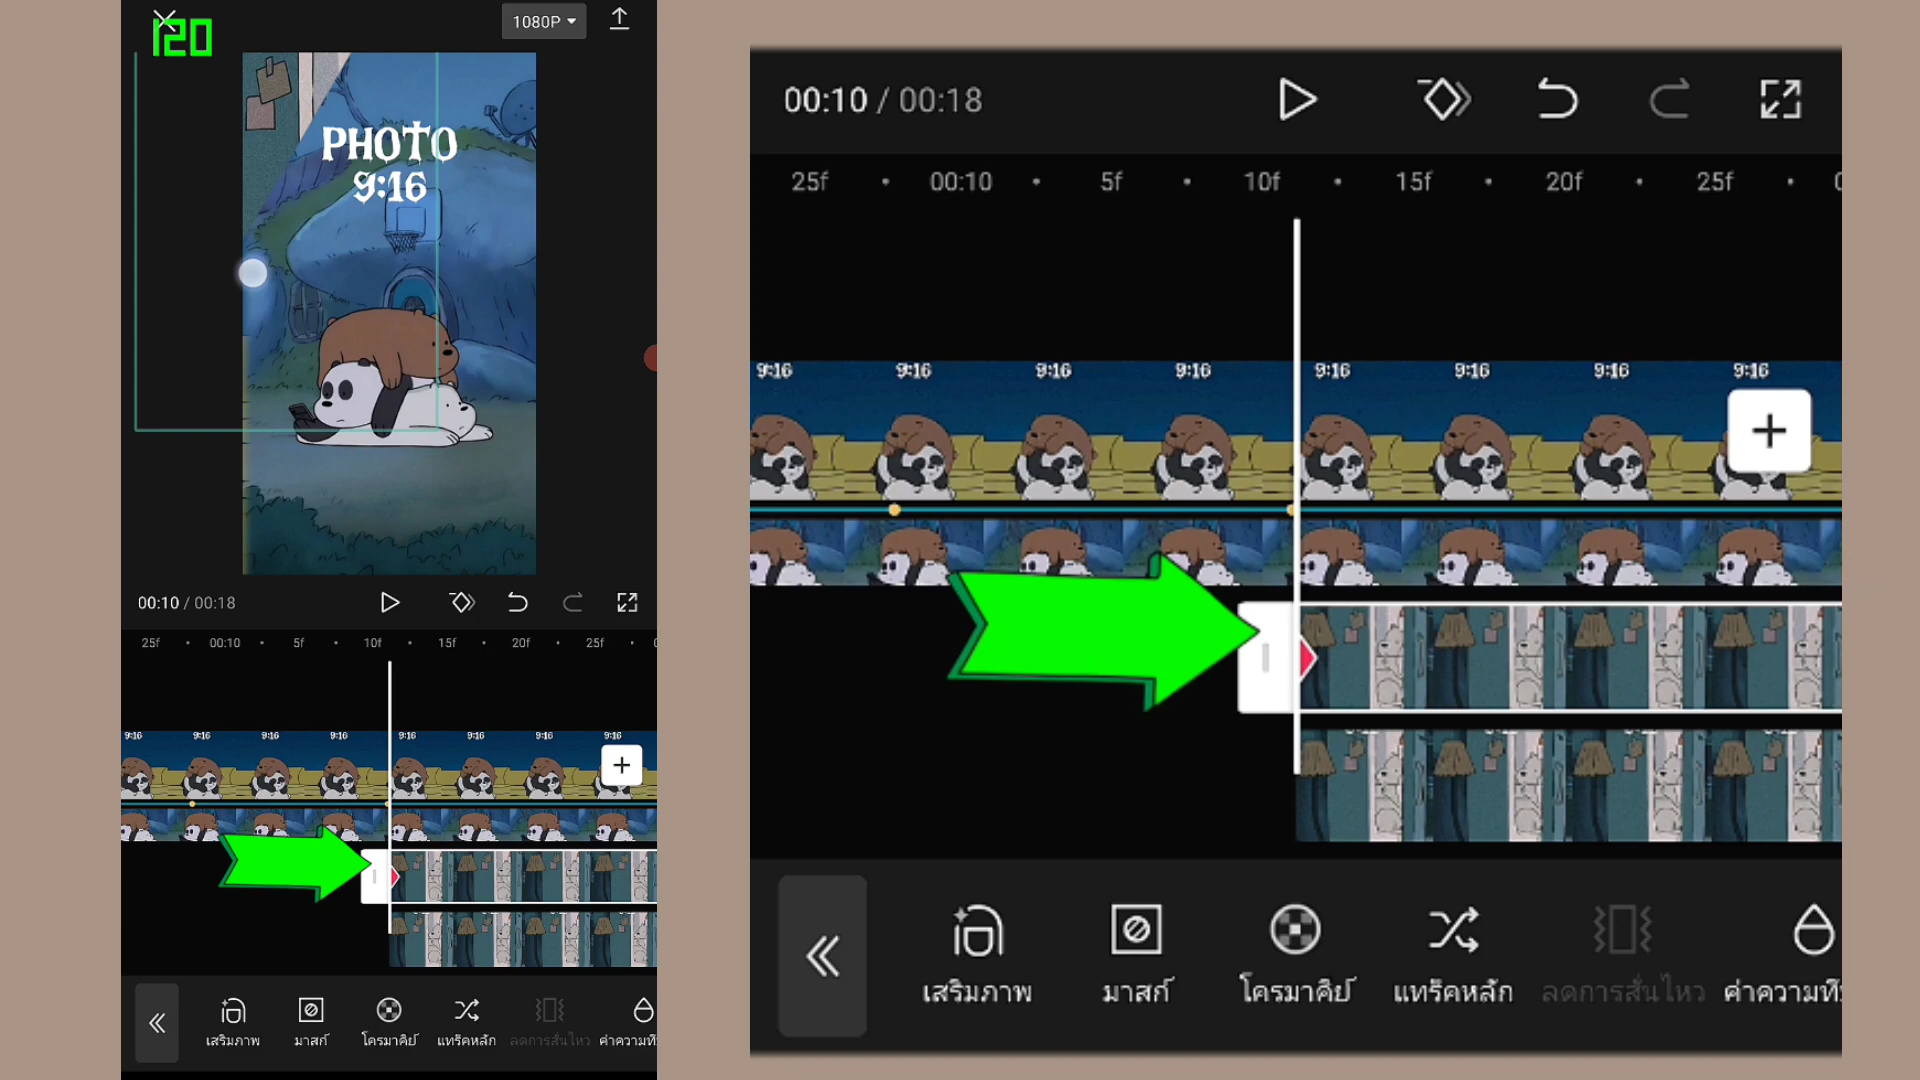 120
1080P
PHOTO
9:16
00:10 / 00:18
25f 00:10 5f 10f 15f 20f 25f
9:16 9:16 9:16 9:16 9:16 9:16 9:16 9:16
เสริมภาพ มาสก์ โครมาคีย์ แทร็คหลัก ลดการสั่นไหว ค่าความทึ
00:10 / 00:18
25f 00:10 5f 10f 15f 20f 25f
9:16 9:16 9:16 9:16 9:16 9:16 9:16 9:16
เสริมภาพ มาสก์ โครมาคีย์ แทร็คหลัก ลดการสั่นไหว ค่าความทึ